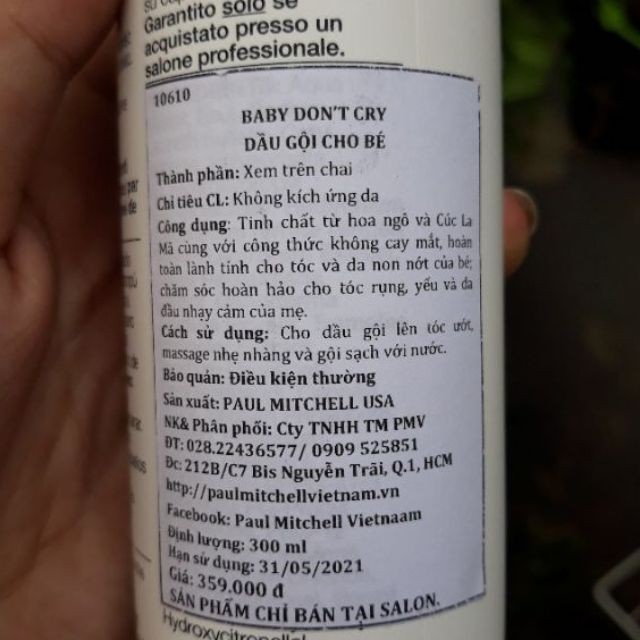 Garantito solo se
acquistato presso un
salone professionale.
10610
BABY DON'T CRY
DẦU GỘI CHO BÉ
Thành phần: Xem trên chai
Chỉ tiêu CL: Không kích ứng da
Công dụng: Tinh chất từ hoa ngô và Cúc La
Mã cùng với công thức không cay mắt, hoàn
toàn lành tính cho tóc và da non nớt của bé;
chăm sóc hoàn hảo cho tóc rụng, yếu và da
đầu nhạy cảm của mẹ.
Cách sử dụng: Cho dầu gội lên tóc ướt,
massage nhẹ nhàng và gội sạch với nước.
Bảo quản: Điều kiện thường
Sản xuất: PAUL MITCHELL USA
NK& Phân phối: Cty TNHH TM PMV
ĐT: 028.22436577/ 0909 525851
Đc: 212B/C7 Bis Nguyễn Trãi, Q.1, HCM
http://paulmitchellvietnam.vn
Facebook: Paul Mitchell Vietnaam
Định lượng: 300 ml
Hạn sử dụng: 31/05/2021
Giá: 359.000 đ
SẢN PHẨM CHỈ BÁN TẠI SALON.